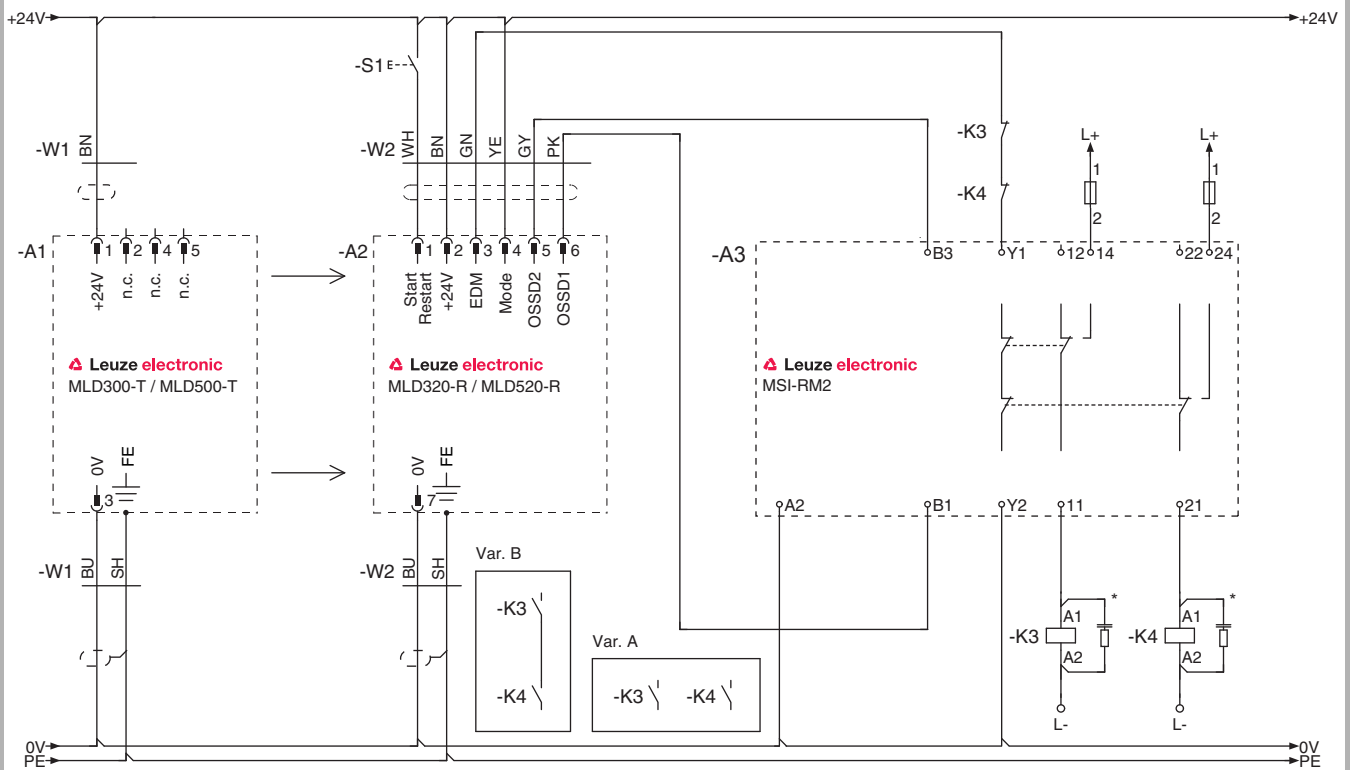 +24V +24V
-S1 E
-K3 L+ L+
-W1 BN -W2 WH BN GN YE GY PK
1 1
-K4
2 2
-A1 1 2 4 5 -A2 1 2 3 4 5 6 -A3 B3 Y1 12 14 22 24
+24V n.c. n.c. n.c. Start Restart +24V EDM Mode OSSD2 OSSD1
Leuze electronic Leuze electronic Leuze electronic
MLD300-T / MLD500-T MLD320-R / MLD520-R MSI-RM2
0V FE 0V FE
3 7 A2 B1 Y2 11 21
-W1 BU SH -W2 BU SH
Var. B
* *
-K3
A1 A1
-K3 -K4
Var. A
A2 A2
-K4 -K3 -K4
L- L-
0V 0V
PE PE